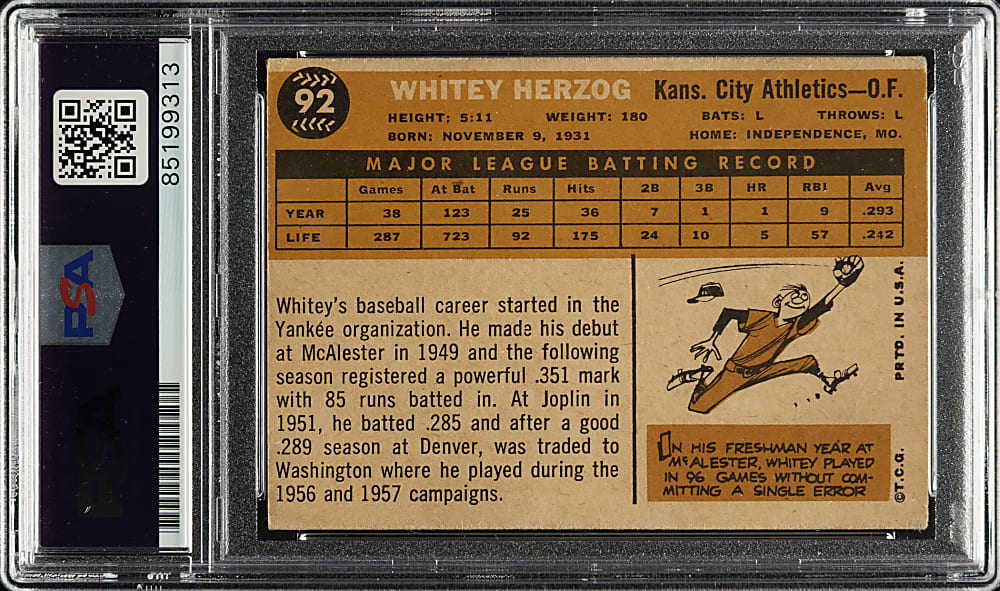 85199313
PSA
PSA
92
WHITEY HERZOG Kans. City Athletics—O.F.
HEIGHT: 5:11 WEIGHT: 180 BATS: L THROWS: L
BORN: NOVEMBER 9, 1931 HOME: INDEPENDENCE, MO.
MAJOR LEAGUE BATTING RECORD
Games At Bat Runs Hits 2B 3B HR RBI Avg
YEAR 38 123 25 36 7 1 1 9 .293
LIFE 287 723 92 175 24 10 5 57 .242
Whitey's baseball career started in the
Yankée organization. He made his debut
at McAlester in 1949 and the following
season registered a powerful .351 mark
with 85 runs batted in. At Joplin in
1951, he batted .285 and after a good
.289 season at Denver, was traded to
Washington where he played during the
1956 and 1957 campaigns.
IN HIS FRESHMAN YEAR AT
McALESTER, WHITEY PLAYED
IN 96 GAMES WITHOUT COM-
MITTING A SINGLE ERROR
©T.C.G. PRTD. IN U.S.A.